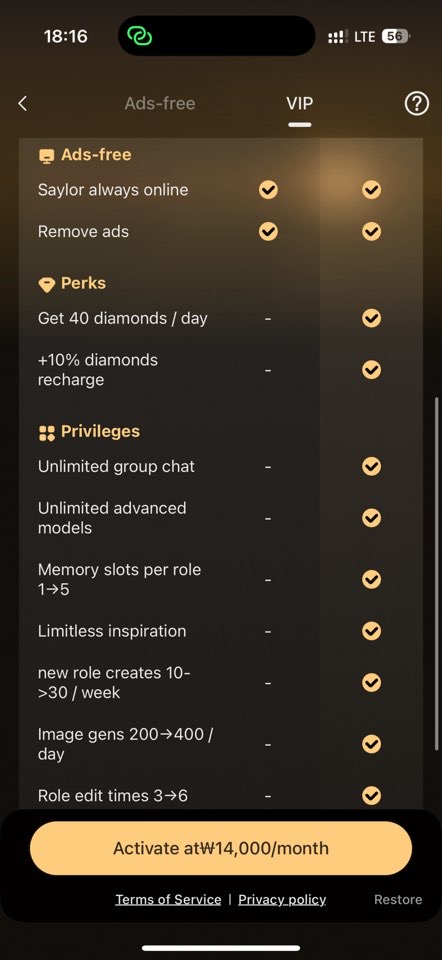 18:16
LTE
56
Ads-free
VIP
Ads-free
Saylor always online
Remove ads
Perks
Get 40 diamonds / day
-
+10% diamonds
recharge
-
Privileges
Unlimited group chat
-
Unlimited advanced
models
-
Memory slots per role
1→5
-
Limitless inspiration
-
new role creates 10-
>30 / week
-
Image gens 200→400 /
day
-
Role edit times 3→6
-
Activate at₩14,000/month
Terms of Service | Privacy policy
Restore